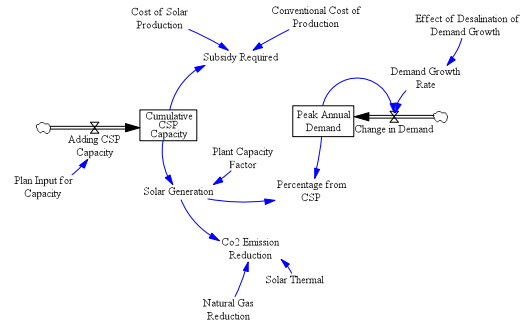 Cost of Solar
Production
Conventional Cost of
Production
Effect of Desalination of
Demand Growth
Subsidy Required
Demand Growth
Rate
Cumulative
CSP
Capacity
Peak Annual
Demand
Change in Demand
Adding CSP
Capacity
Plant Capacity
Factor
Plan Input for
Capacity
Solar Generation
Percentage from
CSP
Co2 Emission
Reduction
Solar Thermal
Natural Gas
Reduction